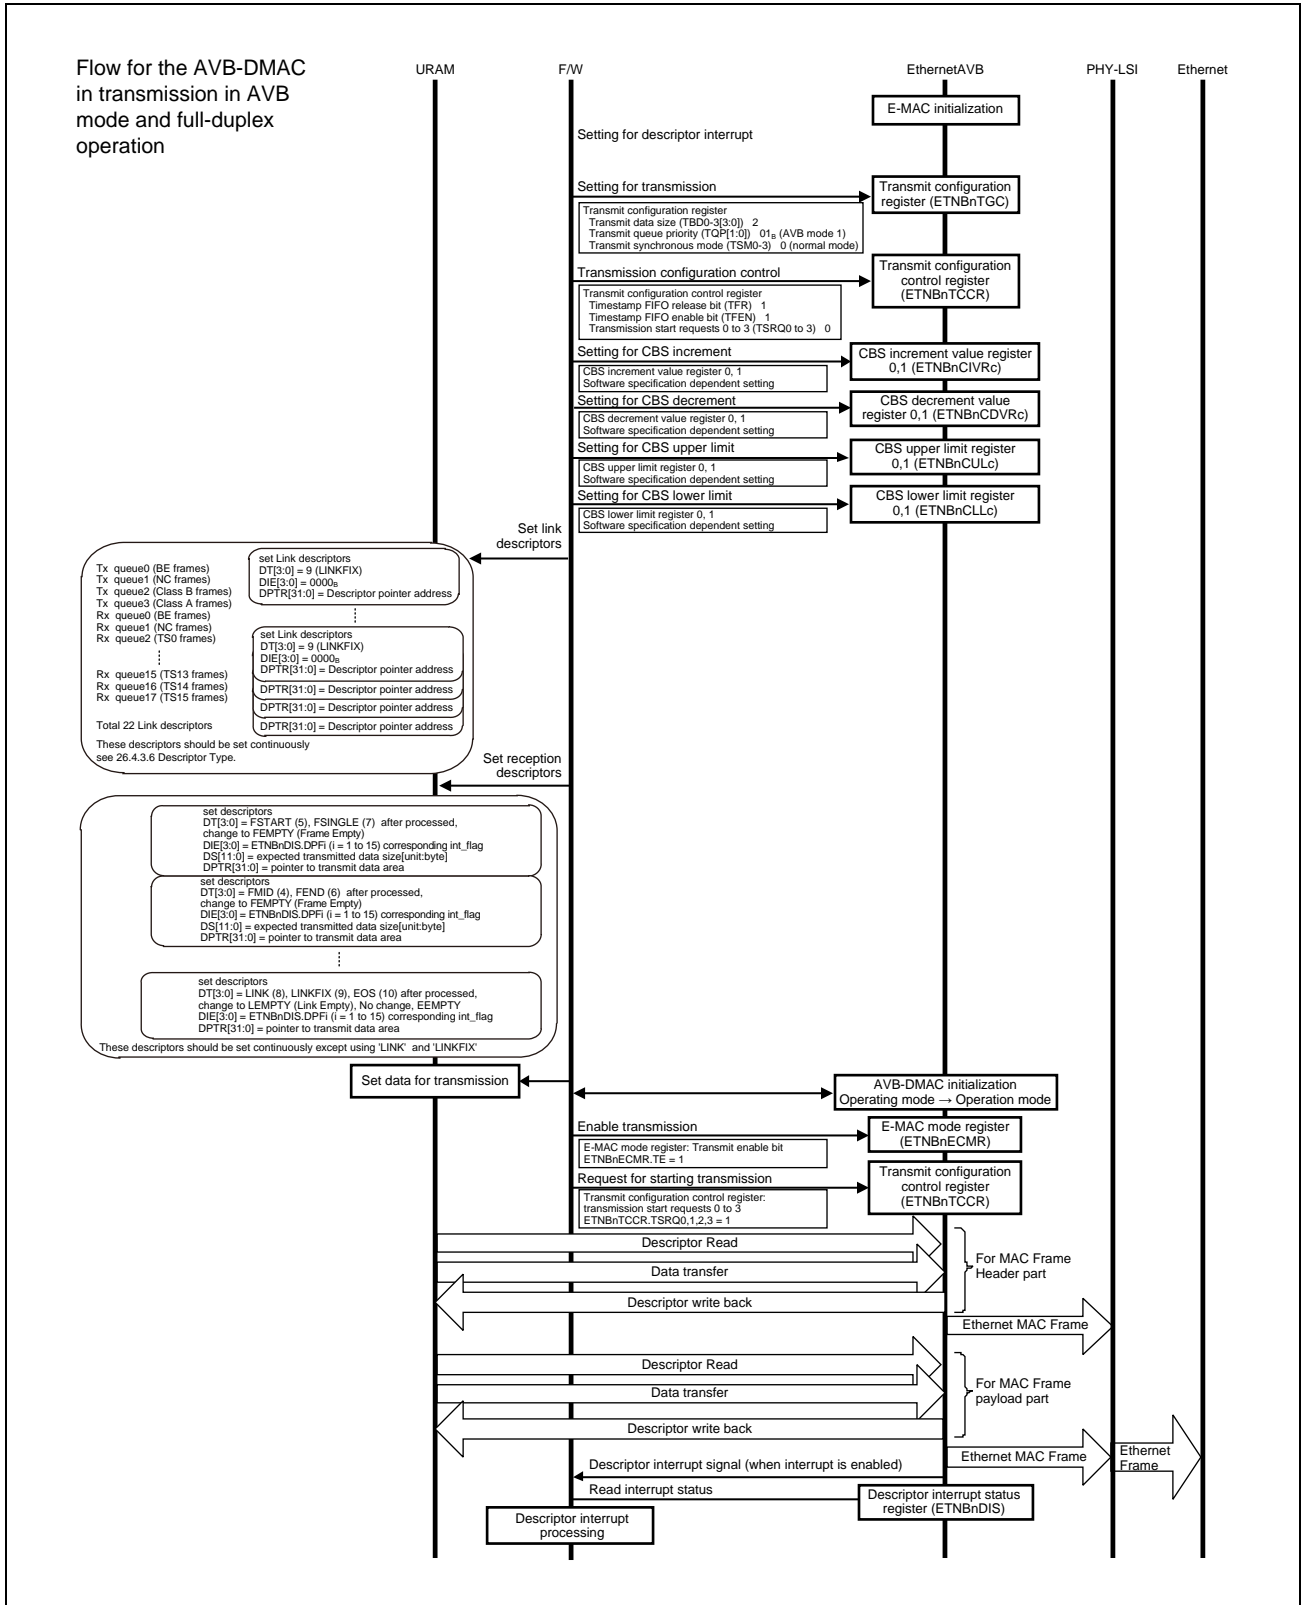 Flow for the AVB-DMAC
in transmission in AVB
mode and full-duplex
operation
URAM
F/W
EthernetAVB
PHY-LSI
Ethernet
E-MAC initialization
Setting for descriptor interrupt
Setting for transmission
Transmit configuration
register (ETNBnTGC)
Transmit configuration register
Transmit data size (TBD0-3[3:0]) 2
Transmit queue priority (TQP[1:0]) 01B (AVB mode 1)
Transmit synchronous mode (TSM0-3) 0 (normal mode)
Transmission configuration control
Transmit configuration
control register
(ETNBnTCCR)
Transmit configuration control register
Timestamp FIFO release bit (TFR) 1
Timestamp FIFO enable bit (TFEN) 1
Transmission start requests 0 to 3 (TSRQ0 to 3) 0
Setting for CBS increment
CBS increment value register
0,1 (ETNBnCIVRc)
CBS increment value register 0, 1
Software specification dependent setting
Setting for CBS decrement
CBS decrement value
register 0,1 (ETNBnCDVRc)
CBS decrement value register 0, 1
Software specification dependent setting
Setting for CBS upper limit
CBS upper limit register
0,1 (ETNBnCULc)
CBS upper limit register 0, 1
Software specification dependent setting
Setting for CBS lower limit
CBS lower limit register
0,1 (ETNBnCLLc)
CBS lower limit register 0, 1
Software specification dependent setting
Set link
descriptors
Tx queue0 (BE frames)
Tx queue1 (NC frames)
Tx queue2 (Class B frames)
Tx queue3 (Class A frames)
Rx queue0 (BE frames)
Rx queue1 (NC frames)
Rx queue2 (TS0 frames)
Rx queue15 (TS13 frames)
Rx queue16 (TS14 frames)
Rx queue17 (TS15 frames)
Total 22 Link descriptors
set Link descriptors
DT[3:0] = 9 (LINKFIX)
DIE[3:0] = 0000B
DPTR[31:0] = Descriptor pointer address
set Link descriptors
DT[3:0] = 9 (LINKFIX)
DIE[3:0] = 0000B
DPTR[31:0] = Descriptor pointer address
DPTR[31:0] = Descriptor pointer address
DPTR[31:0] = Descriptor pointer address
DPTR[31:0] = Descriptor pointer address
These descriptors should be set continuously
see 26.4.3.6 Descriptor Type.
Set reception
descriptors
set descriptors
DT[3:0] = FSTART (5), FSINGLE (7) after processed,
change to FEMPTY (Frame Empty)
DIE[3:0] = ETNBnDIS.DPFi (i = 1 to 15) corresponding int_flag
DS[11:0] = expected transmitted data size[unit:byte]
DPTR[31:0] = pointer to transmit data area
set descriptors
DT[3:0] = FMID (4), FEND (6) after processed,
change to FEMPTY (Frame Empty)
DIE[3:0] = ETNBnDIS.DPFi (i = 1 to 15) corresponding int_flag
DS[11:0] = expected transmitted data size[unit:byte]
DPTR[31:0] = pointer to transmit data area
set descriptors
DT[3:0] = LINK (8), LINKFIX (9), EOS (10) after processed,
change to LEMPTY (Link Empty), No change, EEMPTY
DIE[3:0] = ETNBnDIS.DPFi (i = 1 to 15) corresponding int_flag
DPTR[31:0] = pointer to transmit data area
These descriptors should be set continuously except using 'LINK' and 'LINKFIX'
Set data for transmission
AVB-DMAC initialization
Operating mode → Operation mode
Enable transmission
E-MAC mode register
(ETNBnECMR)
E-MAC mode register: Transmit enable bit
ETNBnECMR.TE = 1
Request for starting transmission
Transmit configuration
control register
(ETNBnTCCR)
Transmit configuration control register:
transmission start requests 0 to 3
ETNBnTCCR.TSRQ0,1,2,3 = 1
Descriptor Read
Data transfer
Descriptor write back
For MAC Frame
Header part
Ethernet MAC Frame
Descriptor Read
Data transfer
Descriptor write back
For MAC Frame
payload part
Ethernet MAC Frame
Ethernet
Frame
Descriptor interrupt signal (when interrupt is enabled)
Read interrupt status
Descriptor interrupt status
register (ETNBnDIS)
Descriptor interrupt
processing